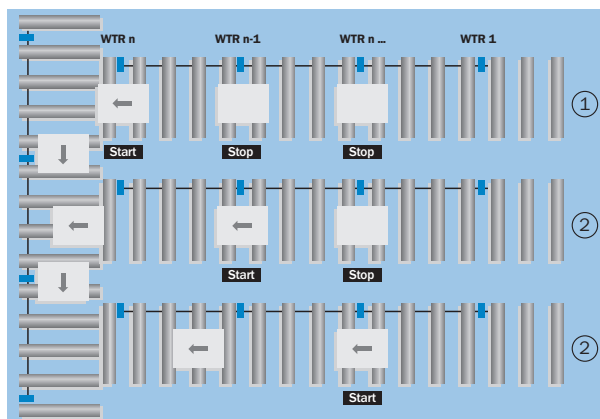 WTR n WTR n-1 WTR n ... WTR 1
1
Start Stop Stop
2
Start Stop
2
Start